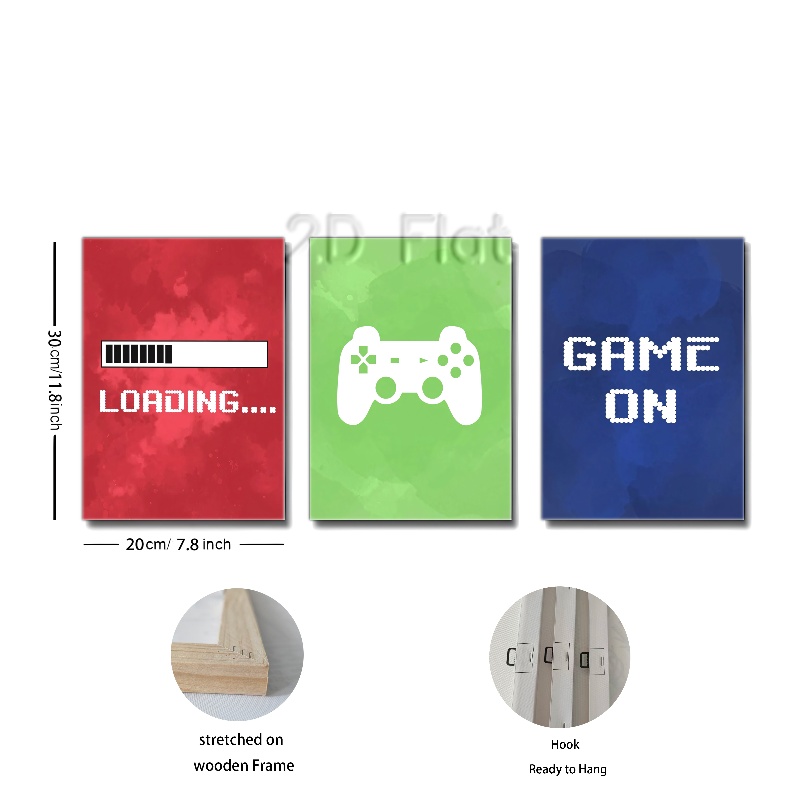 2D Flat
30cm/11.8inch
LOADING....
GAME
ON
20cm/ 7.8 inch
stretched on
wooden Frame
Hook
Ready to Hang